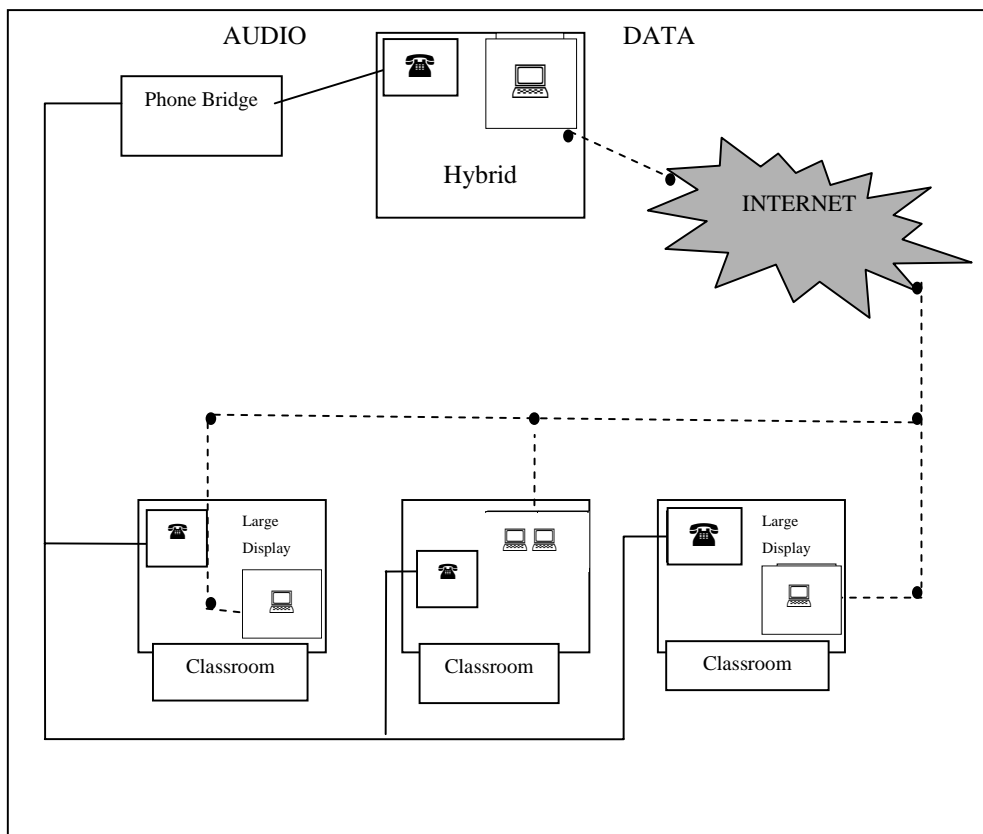 AUDIO
DATA
Phone Bridge
Hybrid
INTERNET
Large
Display
Large
Display
Classroom
Classroom
Classroom